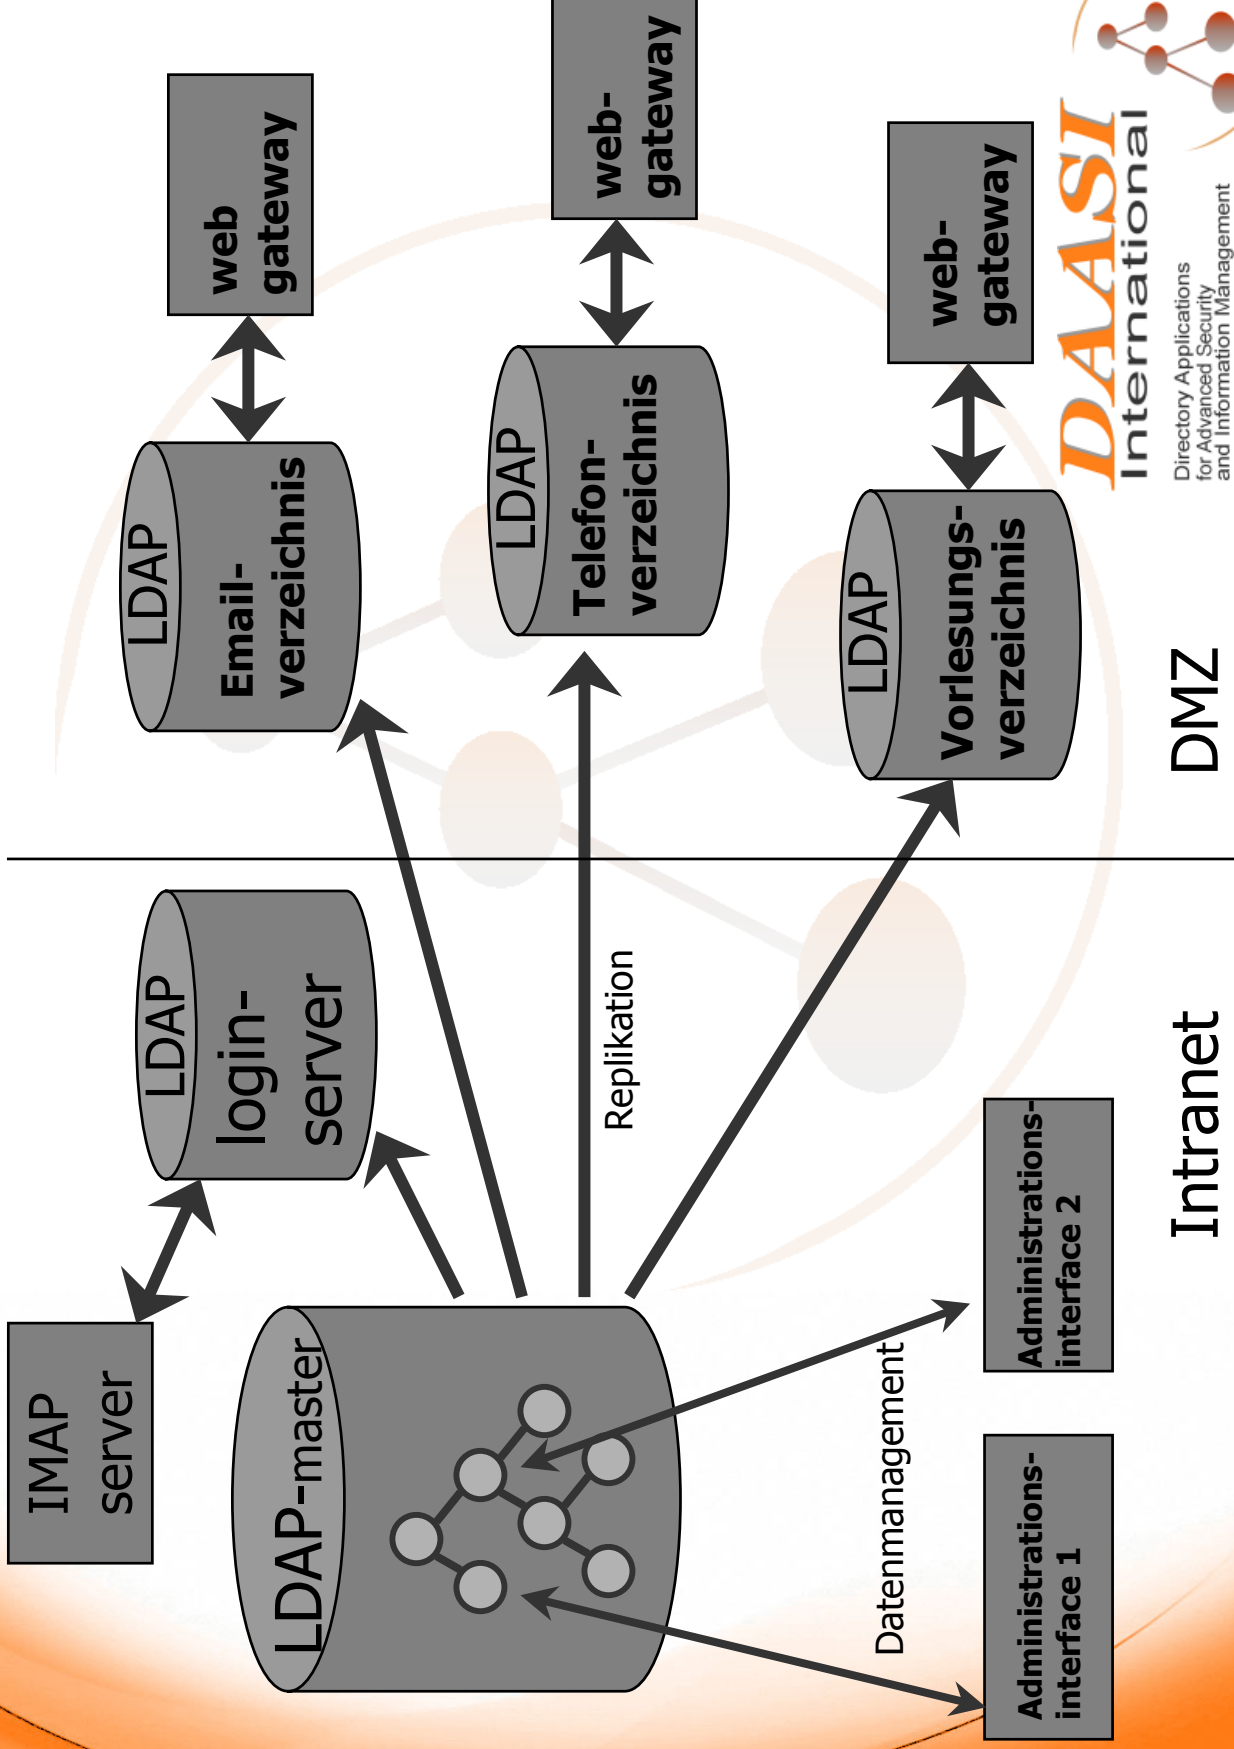 IMAP
server
LDAP
login-
server
LDAP
Email-
verzeichnis
web
gateway
LDAP-master
LDAP
Telefon-
verzeichnis
web-
gateway
Replikation
LDAP
Vorlesungs-
verzeichnis
web-
gateway
Datenmanagement
Administrations-
interface 1
Administrations-
interface 2
Intranet
DMZ
DAASI
International
Directory Applications
for Advanced Security
and Information Management